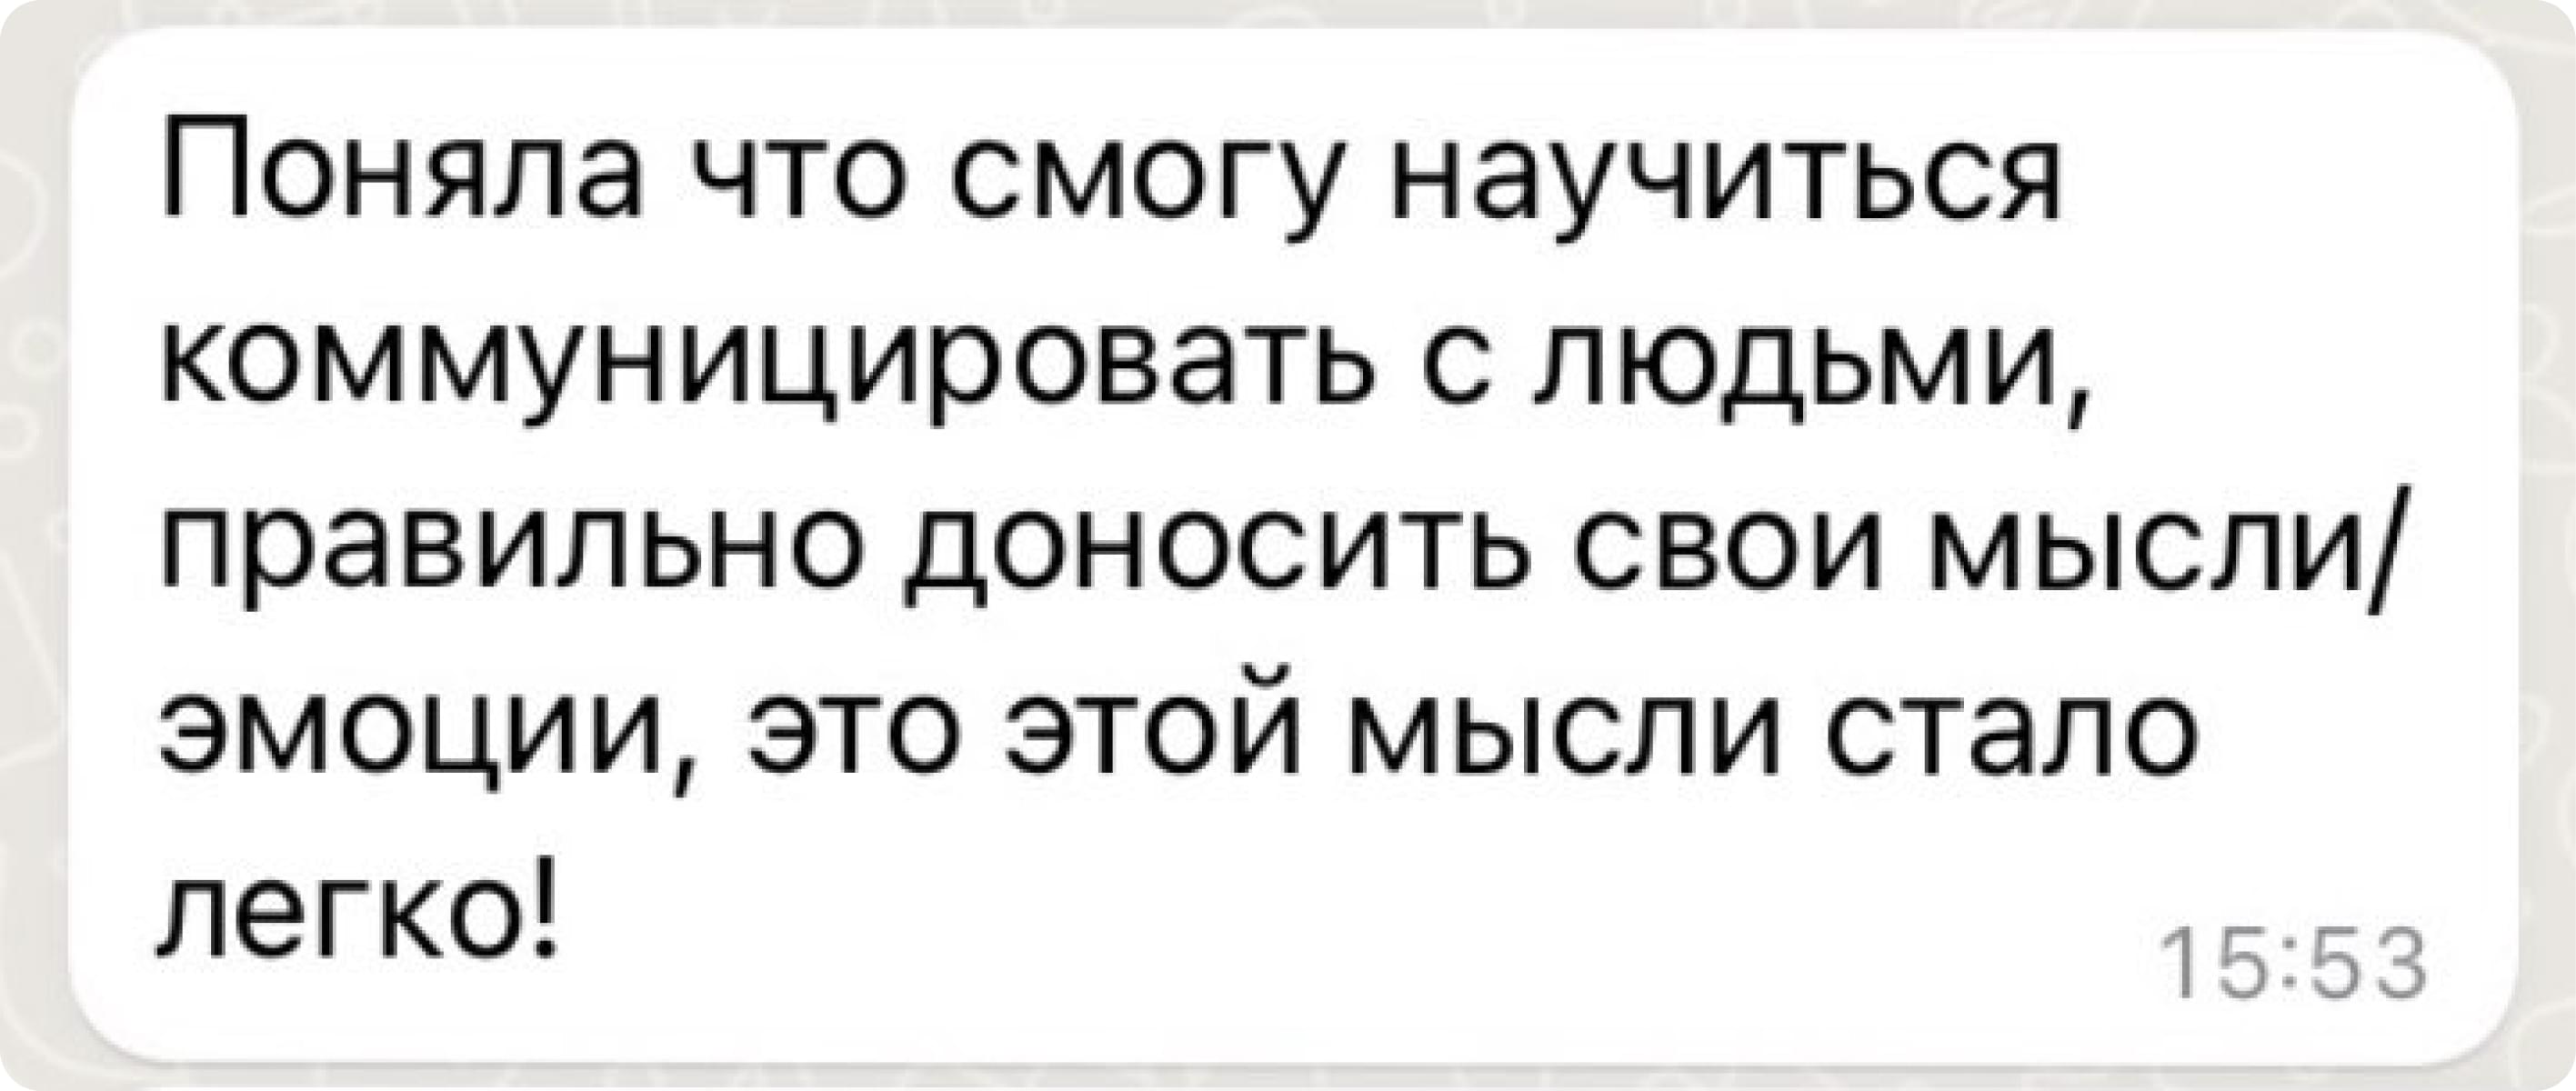 Поняла что смогу научиться
коммуницировать с людьми,
правильно доносить свои мысли/
эмоции, это этой мысли стало
легко!
15:53